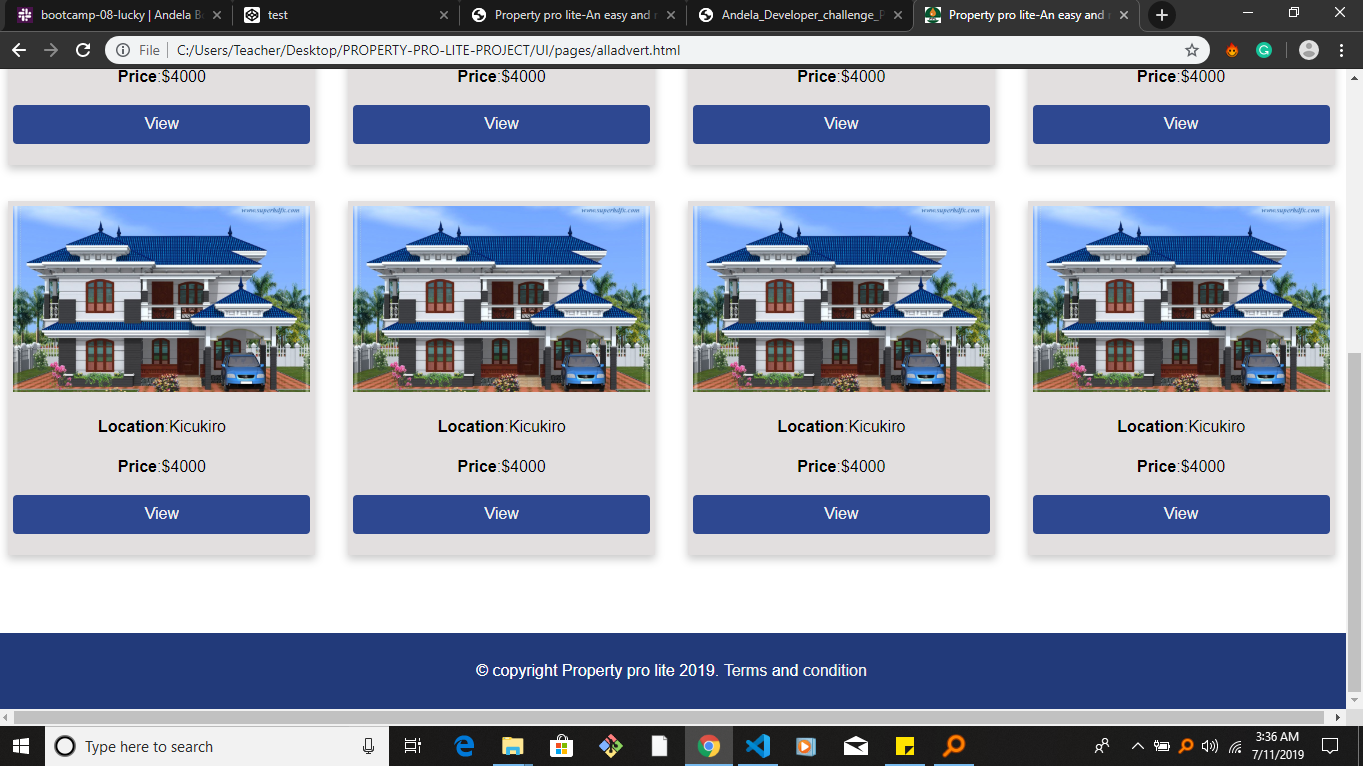 bootcamp-08-lucky | Andela B
test
Property pro lite-An easy and r
Andela_Developer_challenge_P
Property pro lite-An easy and r
File
C:/Users/Teacher/Desktop/PROPERTY-PRO-LITE-PROJECT/UI/pages/alladvert.html
Price:$4000 Price:$4000 Price:$4000 Price:$4000
View View View View
www.superhdfx.com www.superhdfx.com www.superhdfx.com www.superhdfx.com
Location:Kicukiro Location:Kicukiro Location:Kicukiro Location:Kicukiro
Price:$4000 Price:$4000 Price:$4000 Price:$4000
View View View View
© copyright Property pro lite 2019. Terms and condition
Type here to search
3:36 AM
7/11/2019